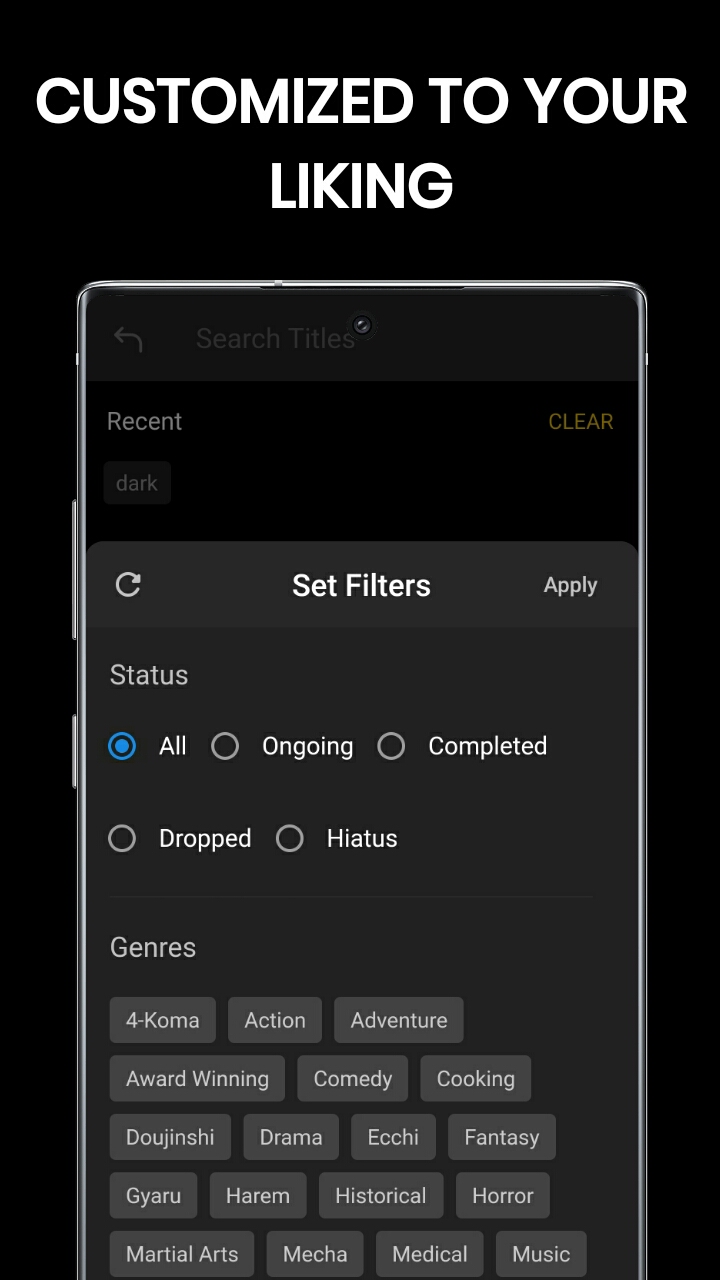 CUSTOMIZED TO YOUR
LIKING
Search Titles
Recent CLEAR
dark
Set Filters Apply
Status
All Ongoing Completed
Dropped Hiatus
Genres
4-Koma Action Adventure
Award Winning Comedy Cooking
Doujinshi Drama Ecchi Fantasy
Gyaru Harem Historical Horror
Martial Arts Mecha Medical Music